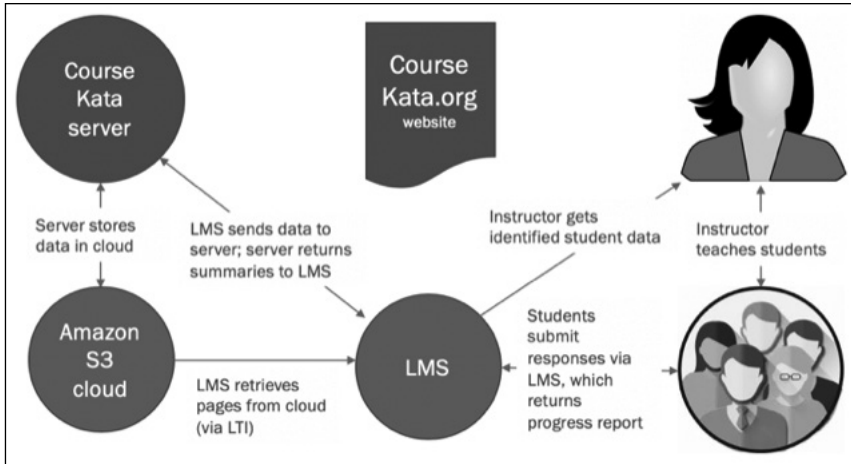 Course
Kata
server
Course
Kata.org
website
Server stores
data in cloud
LMS sends data to
server; server returns
summaries to LMS
Instructor gets
identified student data
Instructor
teaches students
Amazon
S3
cloud
LMS retrieves
pages from cloud
(via LTI)
LMS
Students
submit
responses via
LMS, which
returns
progress report